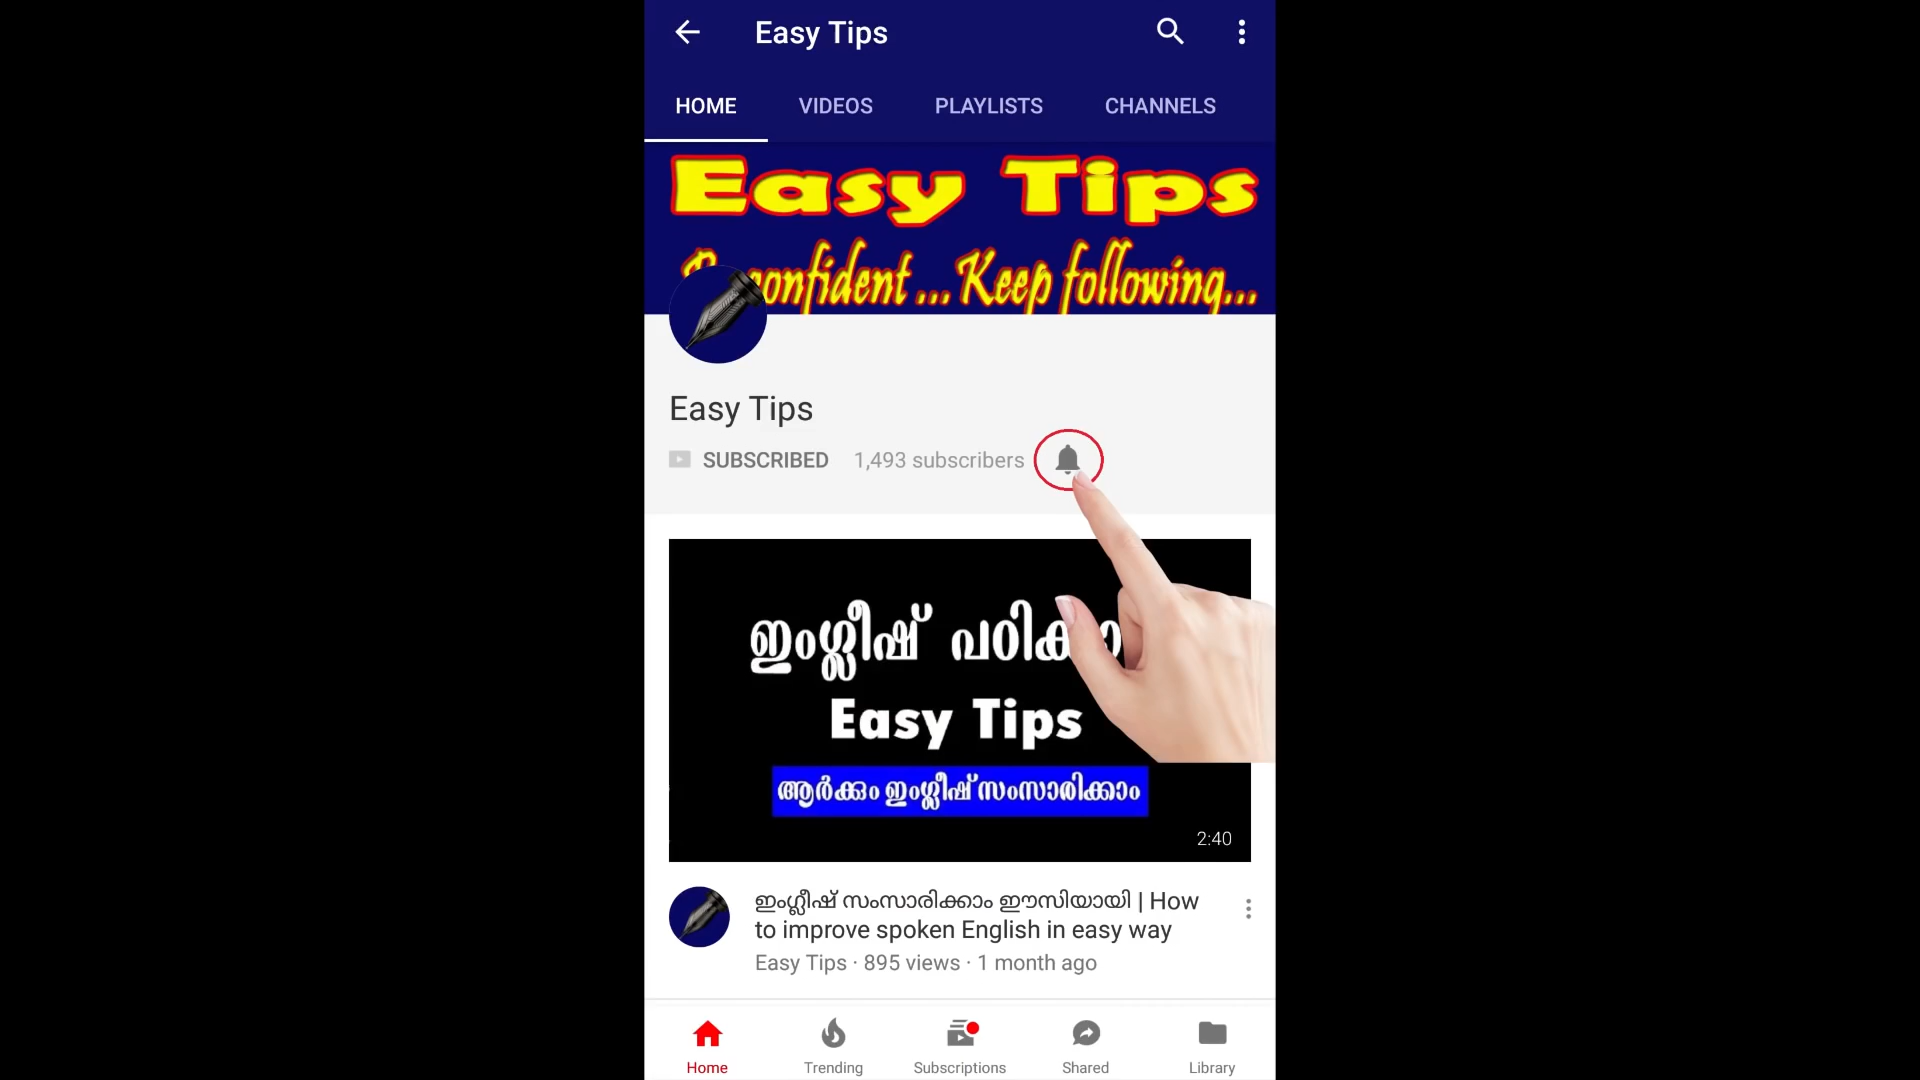 Easy Tips
HOME VIDEOS PLAYLISTS CHANNELS
Easy Tips
confident ... Keep following...
Easy Tips
SUBSCRIBED 1,493 subscribers
ഇംഗ്ലീഷ്
Easy Tips
ആർക്കും ഇംഗ്ലീഷ് സംസാരിക്കാം
2:40
ഇംഗ്ലീഷ് സംസാരിക്കാം ഈസിയായി | How
to improve spoken English in easy way
Easy Tips · 895 views · 1 month ago
Home Trending Subscriptions Shared Library